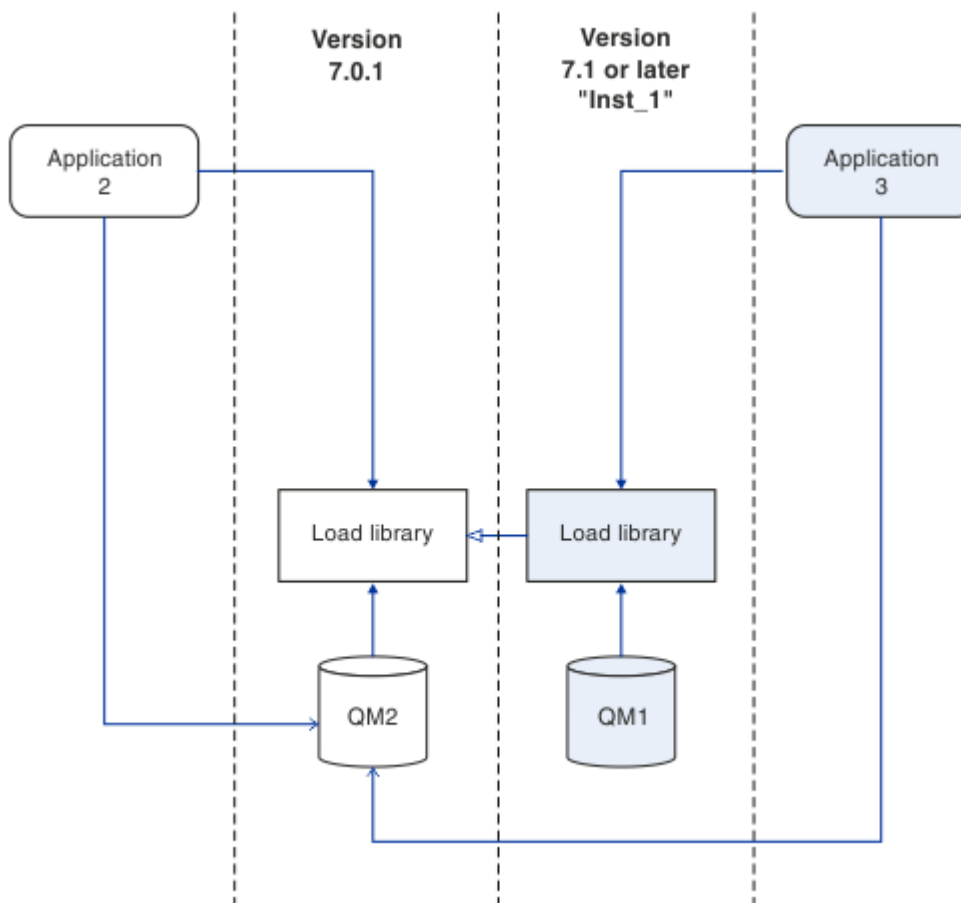 Version
7.0.1
Version
7.1 or later
"Inst_1"
Application
2
Application
3
Load library
Load library
QM2
QM1